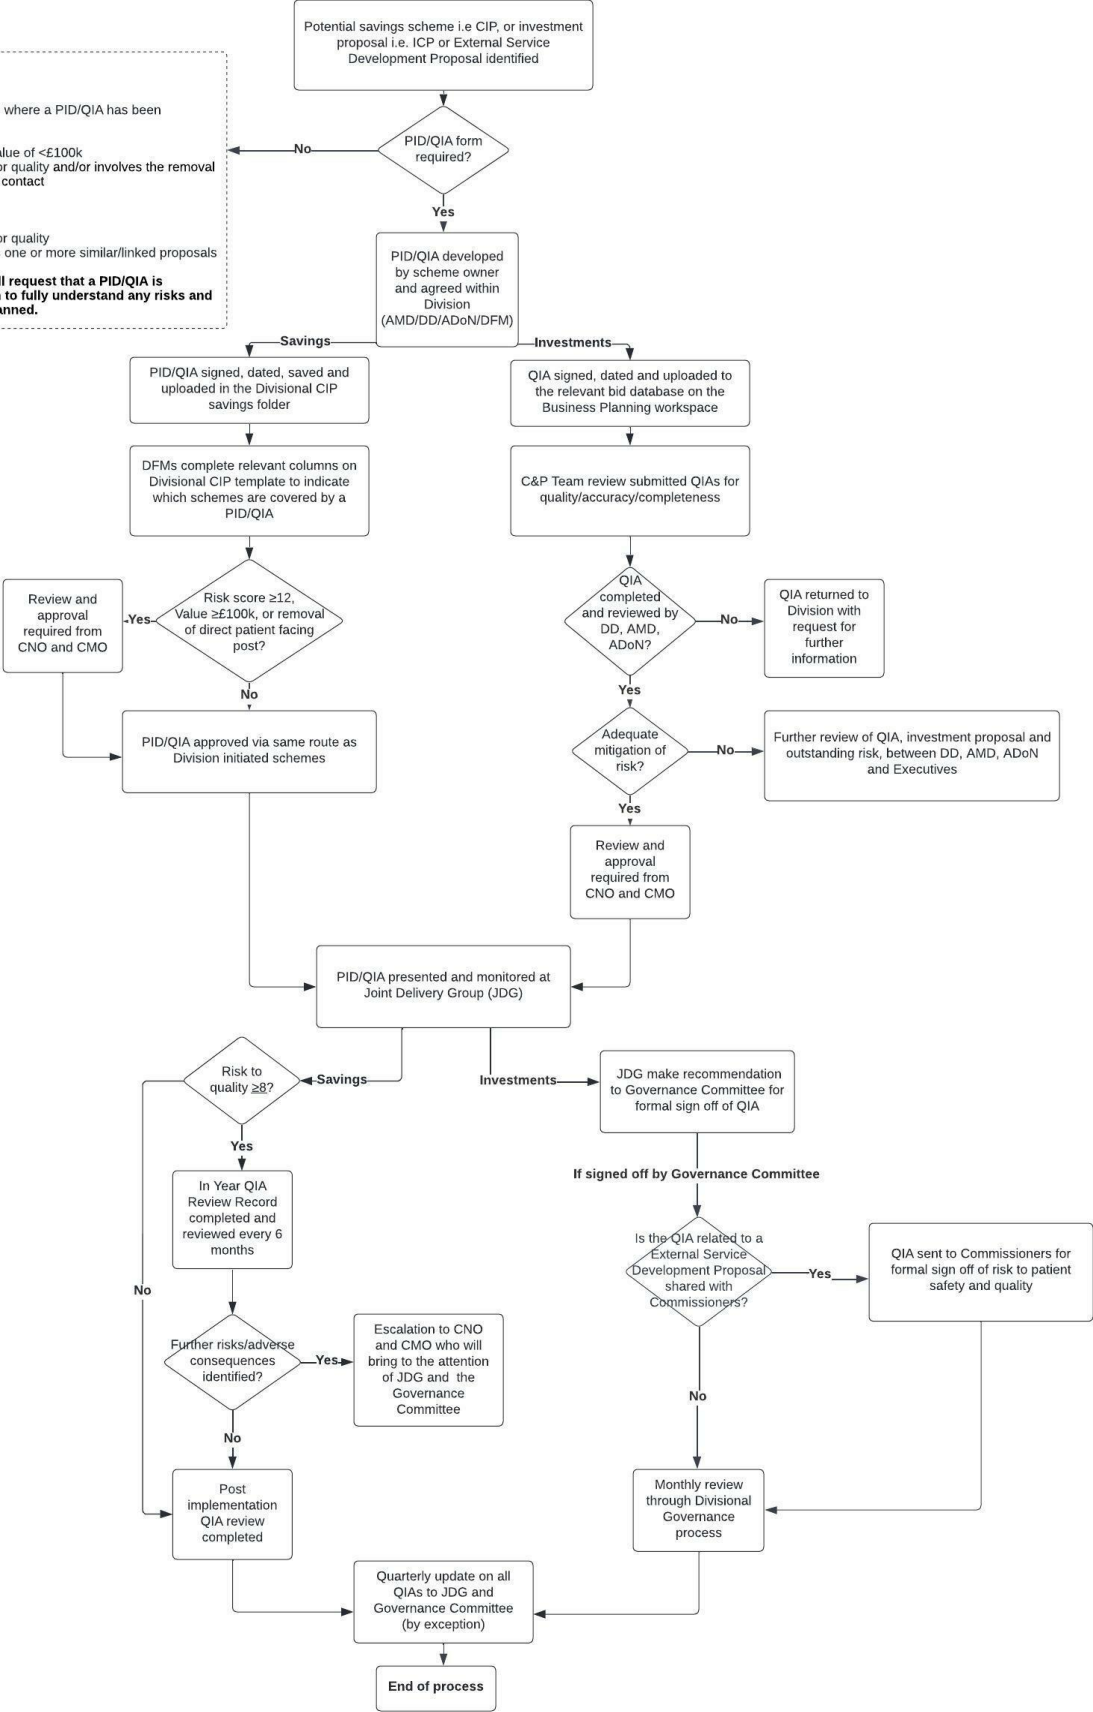 Potential savings scheme i.e CIP, or investment
proposal i.e. ICP or External Service
Development Proposal identified
where a PID/QIA has been
value of <£100k
or quality and/or involves the removal
contact
or quality
one or more similar/linked proposals
request that a PID/QIA is
to fully understand any risks and
No
PID/QIA form
required?
Yes
PID/QIA developed
by scheme owner
and agreed within
Division
(AMD/DD/ADoN/DFM)
Savings
Investments
PID/QIA signed, dated, saved and
uploaded in the Divisional CIP
savings folder
QIA signed, dated and uploaded to
the relevant bid database on the
Business Planning workspace
DFMs complete relevant columns on
Divisional CIP template to indicate
which schemes are covered by a
PID/QIA
C&P Team review submitted QIAs for
quality/accuracy/completeness
Review and
approval
required from
CNO and CMO
Yes
Risk score ≥12,
Value ≥£100k, or removal
of direct patient facing
post?
No
QIA
completed
and reviewed by
DD, AMD,
ADoN?
No
QIA returned to
Division with
request for
further
information
Yes
PID/QIA approved via same route as
Division initiated schemes
Adequate
mitigation of
risk?
No
Further review of QIA, investment proposal and
outstanding risk, between DD, AMD, ADoN
and Executives
Yes
Review and
approval
required from
CNO and CMO
PID/QIA presented and monitored at
Joint Delivery Group (JDG)
Risk to
quality ≥8?
Savings
Investments
JDG make recommendation
to Governance Committee for
formal sign off of QIA
Yes
If signed off by Governance Committee
In Year QIA
Review Record
completed and
reviewed every 6
months
Is the QIA related to a
External Service
Development Proposal
shared with
Commissioners?
Yes
QIA sent to Commissioners for
formal sign off of risk to patient
safety and quality
No
Further risks/adverse
consequences
identified?
Yes
Escalation to CNO
and CMO who will
bring to the attention
of JDG and the
Governance
Committee
No
No
Post
implementation
QIA review
completed
Monthly review
through Divisional
Governance
process
Quarterly update on all
QIAs to JDG and
Governance Committee
(by exception)
End of process